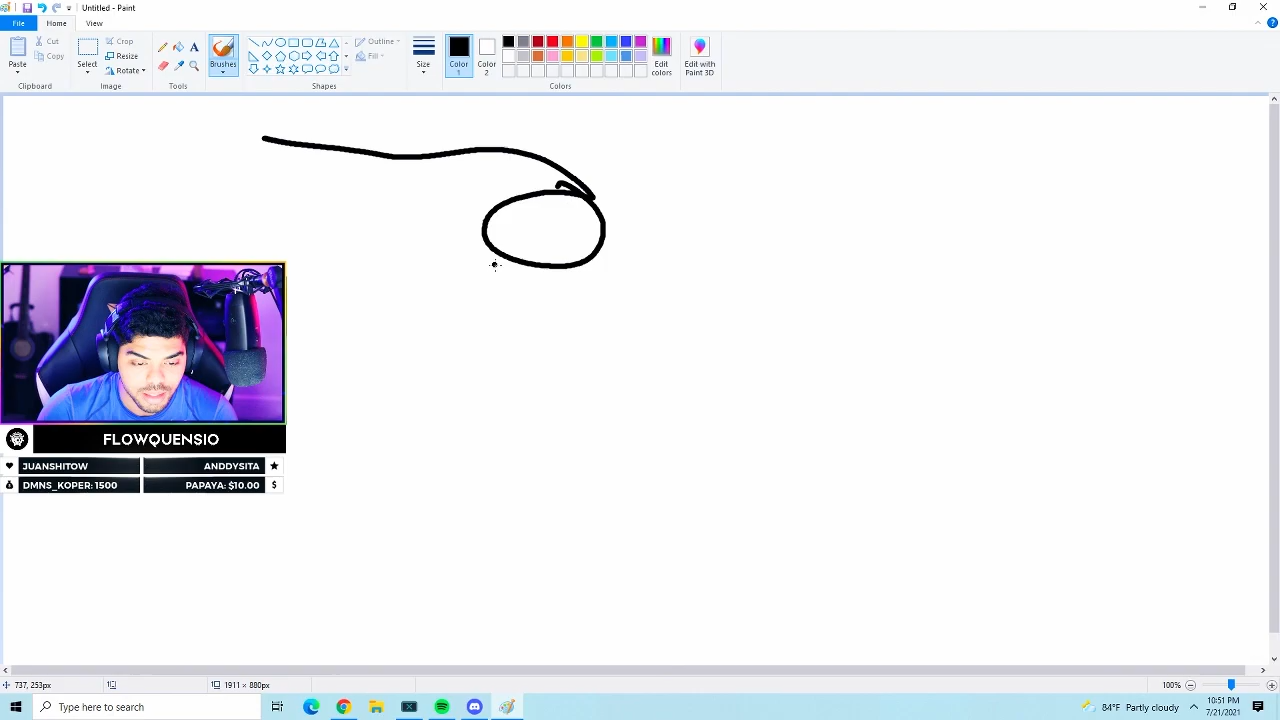 Untitled - Paint
File
Home
View
Paste
Cut
Copy
Clipboard
Select
Crop
Resize
Rotate
Image
A
Tools
Brushes
Shapes
Outline
Fill
Size
Color
1
Color
2
Edit
colors
Colors
Edit with
Paint 3D
FLOWQUENSIO
JUANSHITOW
ANDDYSITA
DMNS_KOPER: 1500
PAPAYA: $10.00
$
737, 253px
1911 × 880px
100%
Type here to search
84°F Partly cloudy
10:51 PM
7/21/2021